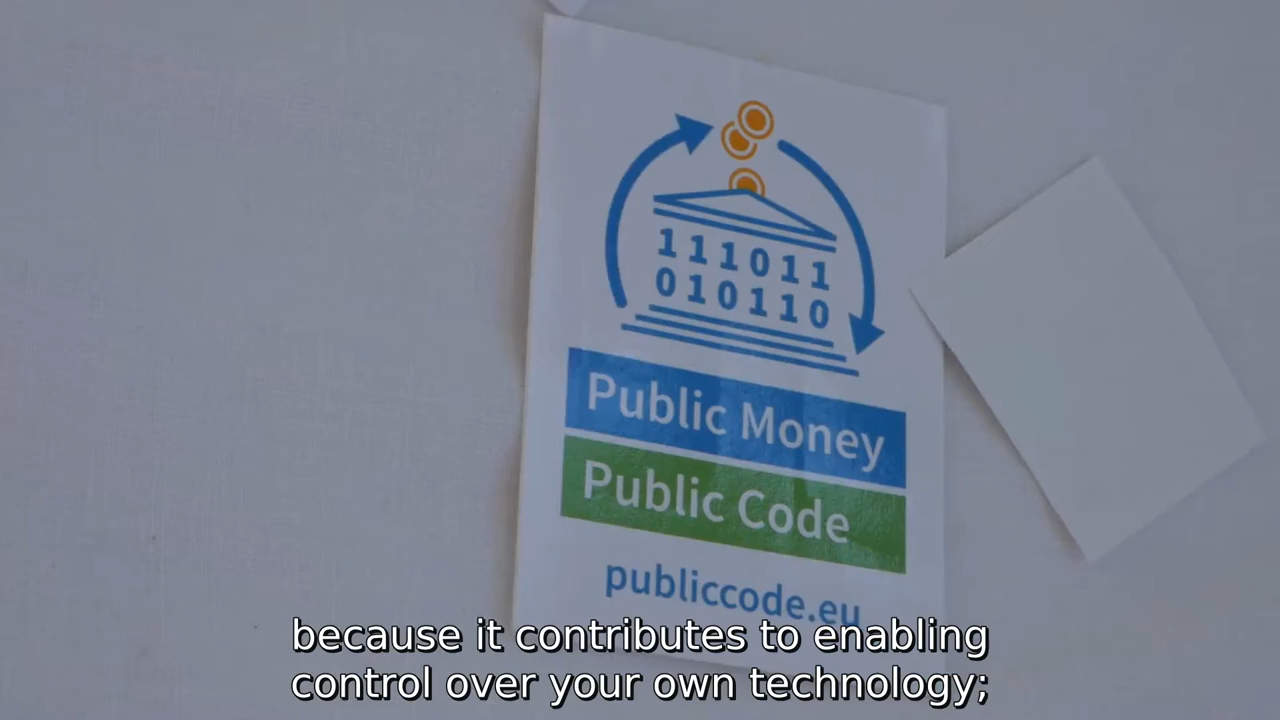 111011
010110
Public Money
Public Code
publiccode.eu
because it contributes to enabling
control over your own technology;